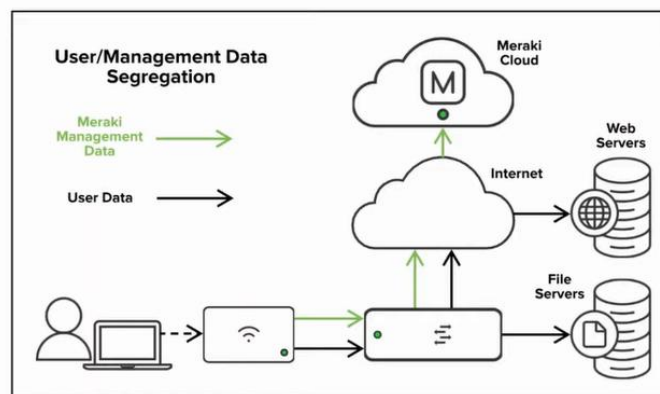 User/Management Data
Segregation
Meraki
Management
Data
User Data
Meraki
Cloud
M
Internet
Web
Servers
File
Servers